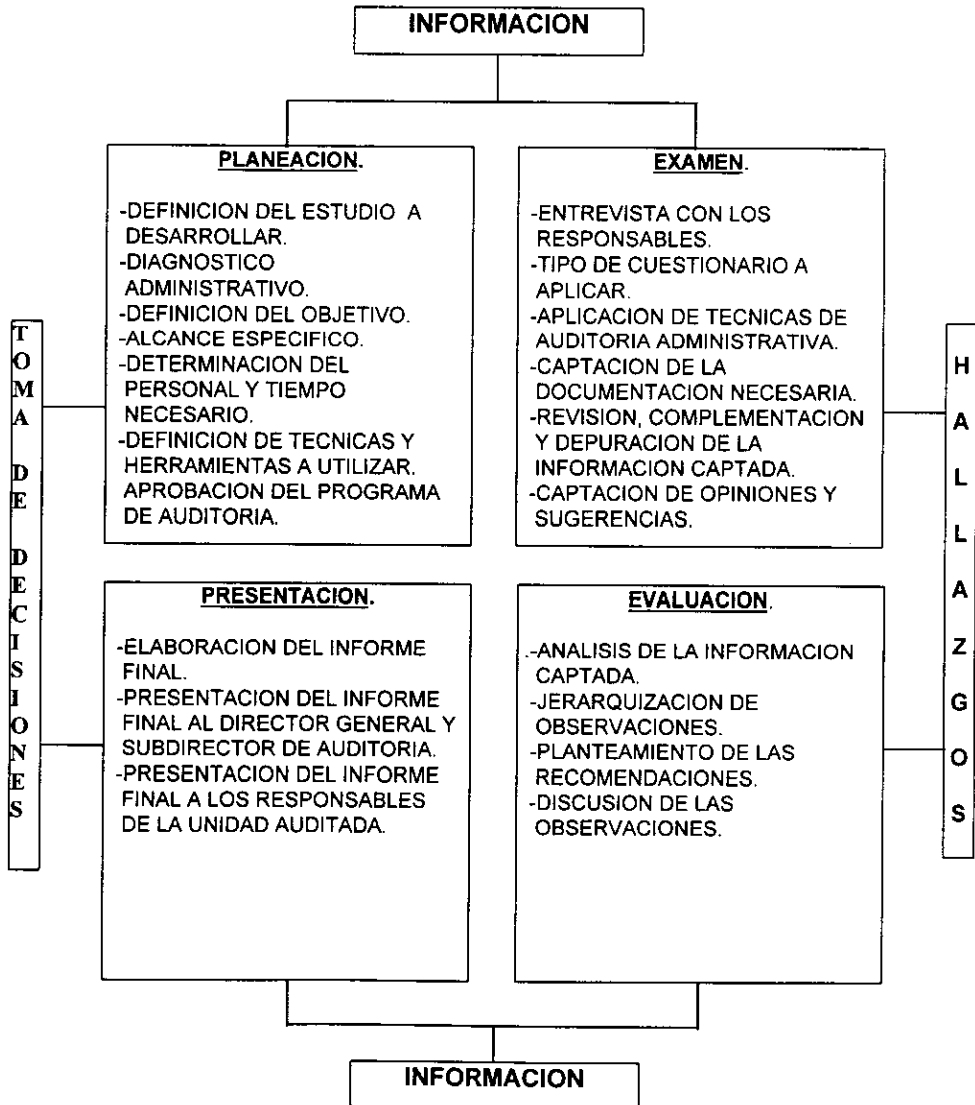 INFORMACION
PLANEACION.
-DEFINICION DEL ESTUDIO A
DESARROLLAR.
-DIAGNOSTICO
ADMINISTRATIVO.
-DEFINICION DEL OBJETIVO.
-ALCANCE ESPECIFICO.
-DETERMINACION DEL
PERSONAL Y TIEMPO
NECESARIO.
-DEFINICION DE TECNICAS Y
HERRAMIENTAS A UTILIZAR.
APROBACION DEL PROGRAMA
DE AUDITORIA.
EXAMEN.
-ENTREVISTA CON LOS
RESPONSABLES.
-TIPO DE CUESTIONARIO A
APLICAR.
-APLICACION DE TECNICAS DE
AUDITORIA ADMINISTRATIVA.
-CAPTACION DE LA
DOCUMENTACION NECESARIA.
-REVISION, COMPLEMENTACION
Y DEPURACION DE LA
INFORMACION CAPTADA.
-CAPTACION DE OPINIONES Y
SUGERENCIAS.
TOMA DE DECISIONES
HALLAZGOS
PRESENTACION.
-ELABORACION DEL INFORME
FINAL.
-PRESENTACION DEL INFORME
FINAL AL DIRECTOR GENERAL Y
SUBDIRECTOR DE AUDITORIA.
-PRESENTACION DEL INFORME
FINAL A LOS RESPONSABLES
DE LA UNIDAD AUDITADA.
EVALUACION.
.-ANALISIS DE LA INFORMACION
CAPTADA.
-JERARQUIZACION DE
OBSERVACIONES.
-PLANTEAMIENTO DE LAS
RECOMENDACIONES.
-DISCUSION DE LAS
OBSERVACIONES.
INFORMACION